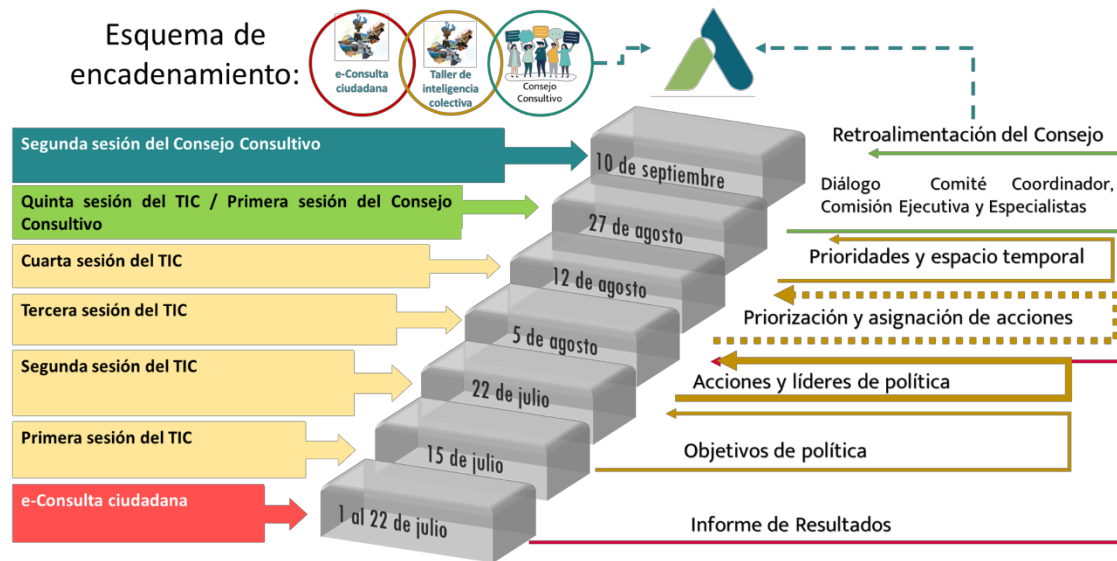 Esquema de
encadenamiento:
e-Consulta
ciudadana
Taller de
inteligencia
colectiva
Consejo
Consultivo
Segunda sesión del Consejo Consultivo
10 de septiembre
Retroalimentación del Consejo
Quinta sesión del TIC / Primera sesión del Consejo
Consultivo
27 de agosto
Diálogo Comité Coordinador,
Comisión Ejecutiva y Especialistas
Cuarta sesión del TIC
12 de agosto
Prioridades y espacio temporal
Tercera sesión del TIC
5 de agosto
Priorización y asignación de acciones
Segunda sesión del TIC
22 de julio
Acciones y líderes de política
Primera sesión del TIC
15 de julio
Objetivos de política
e-Consulta ciudadana
1 al 22 de julio
Informe de Resultados